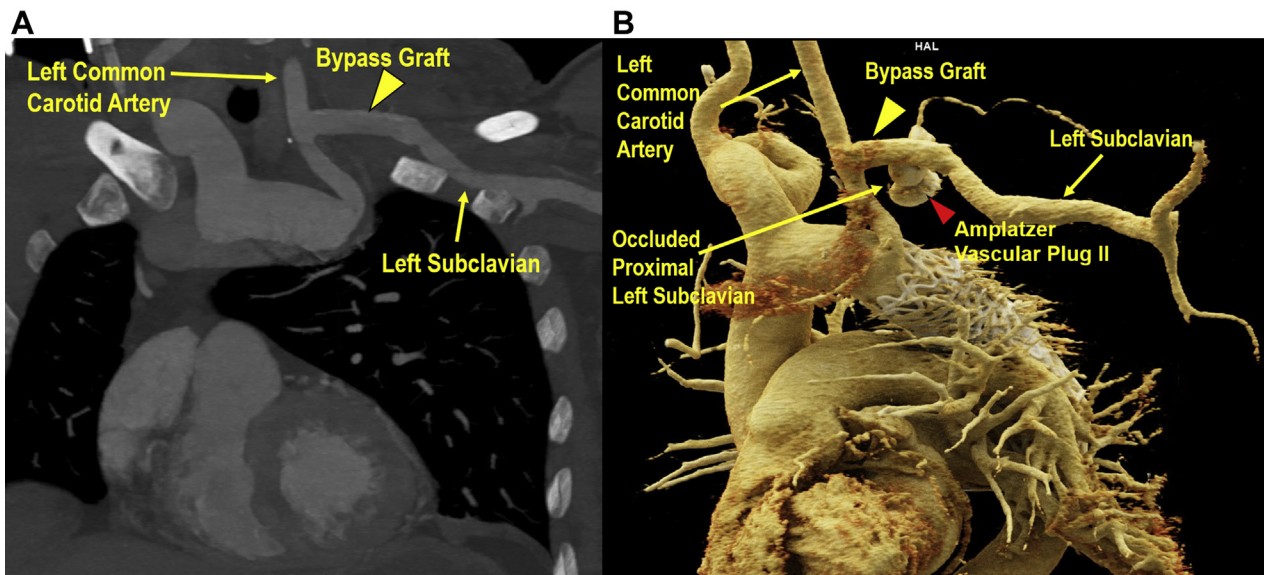 A
Left Common
Carotid Artery
Bypass Graft
Left Subclavian
B
HAL
Left
Common
Carotid
Artery
Bypass Graft
Left Subclavian
Occluded
Proximal
Left Subclavian
Amplatzer
Vascular Plug II